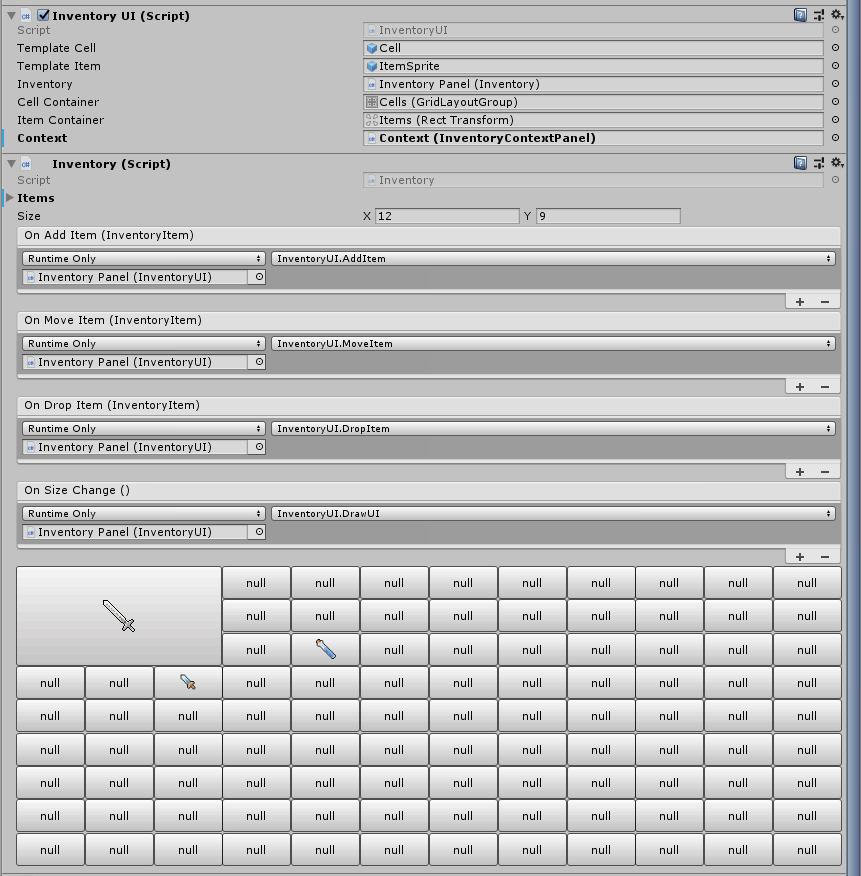 Inventory UI (Script)
Script InventoryUI
Template Cell Cell
Template Item ItemSprite
Inventory Inventory Panel (Inventory)
Cell Container Cells (GridLayoutGroup)
Item Container Items (Rect Transform)
Context Context (InventoryContextPanel)
Inventory (Script)
Script Inventory
Items
Size X 12 Y 9
On Add Item (InventoryItem)
Runtime Only InventoryUI.AddItem
Inventory Panel (InventoryUI)
+ −
On Move Item (InventoryItem)
Runtime Only InventoryUI.MoveItem
Inventory Panel (InventoryUI)
+ −
On Drop Item (InventoryItem)
Runtime Only InventoryUI.DropItem
Inventory Panel (InventoryUI)
+ −
On Size Change ()
Runtime Only InventoryUI.DrawUI
Inventory Panel (InventoryUI)
+ −
null null null null null null null null null
null null null null null null null null null
null null null null null null null null
null null null null null null null null null null null
null null null null null null null null null null null null
null null null null null null null null null null null null
null null null null null null null null null null null null
null null null null null null null null null null null null
null null null null null null null null null null null null